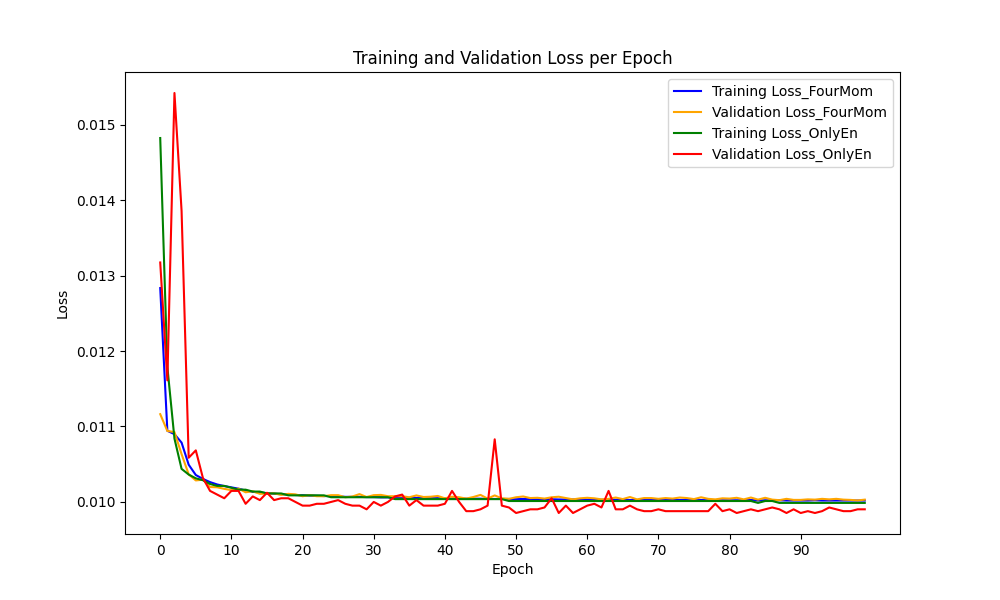 Training and Validation Loss per Epoch
Training Loss_FourMom
Validation Loss_FourMom
Training Loss_OnlyEn
Validation Loss_OnlyEn
Loss
0.015
0.014
0.013
0.012
0.011
0.010
0 10 20 30 40 50 60 70 80 90
Epoch